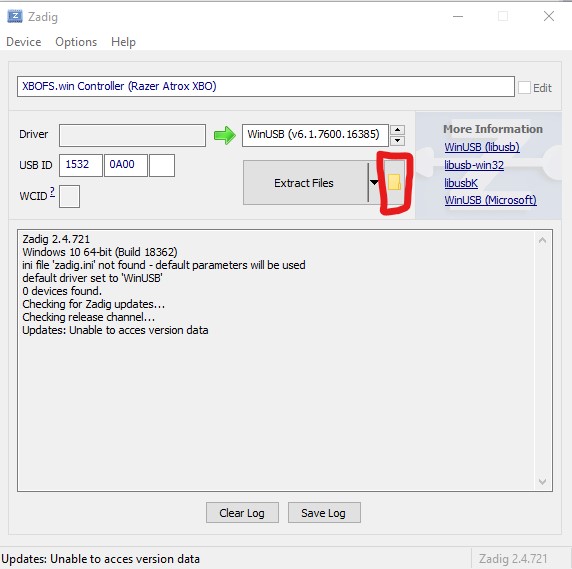 Zadig
Device Options Help
XBOFS.win Controller (Razer Atrox XBO) Edit
Driver WinUSB (v6.1.7600.16385)
USB ID 1532 0A00
WCID ?
Extract Files
More Information
WinUSB (libusb)
libusb-win32
libusbK
WinUSB (Microsoft)
Zadig 2.4.721
Windows 10 64-bit (Build 18362)
ini file 'zadig.ini' not found - default parameters will be used
default driver set to 'WinUSB'
0 devices found.
Checking for Zadig updates...
Checking release channel...
Updates: Unable to acces version data
Clear Log Save Log
Updates: Unable to acces version data Zadig 2.4.721